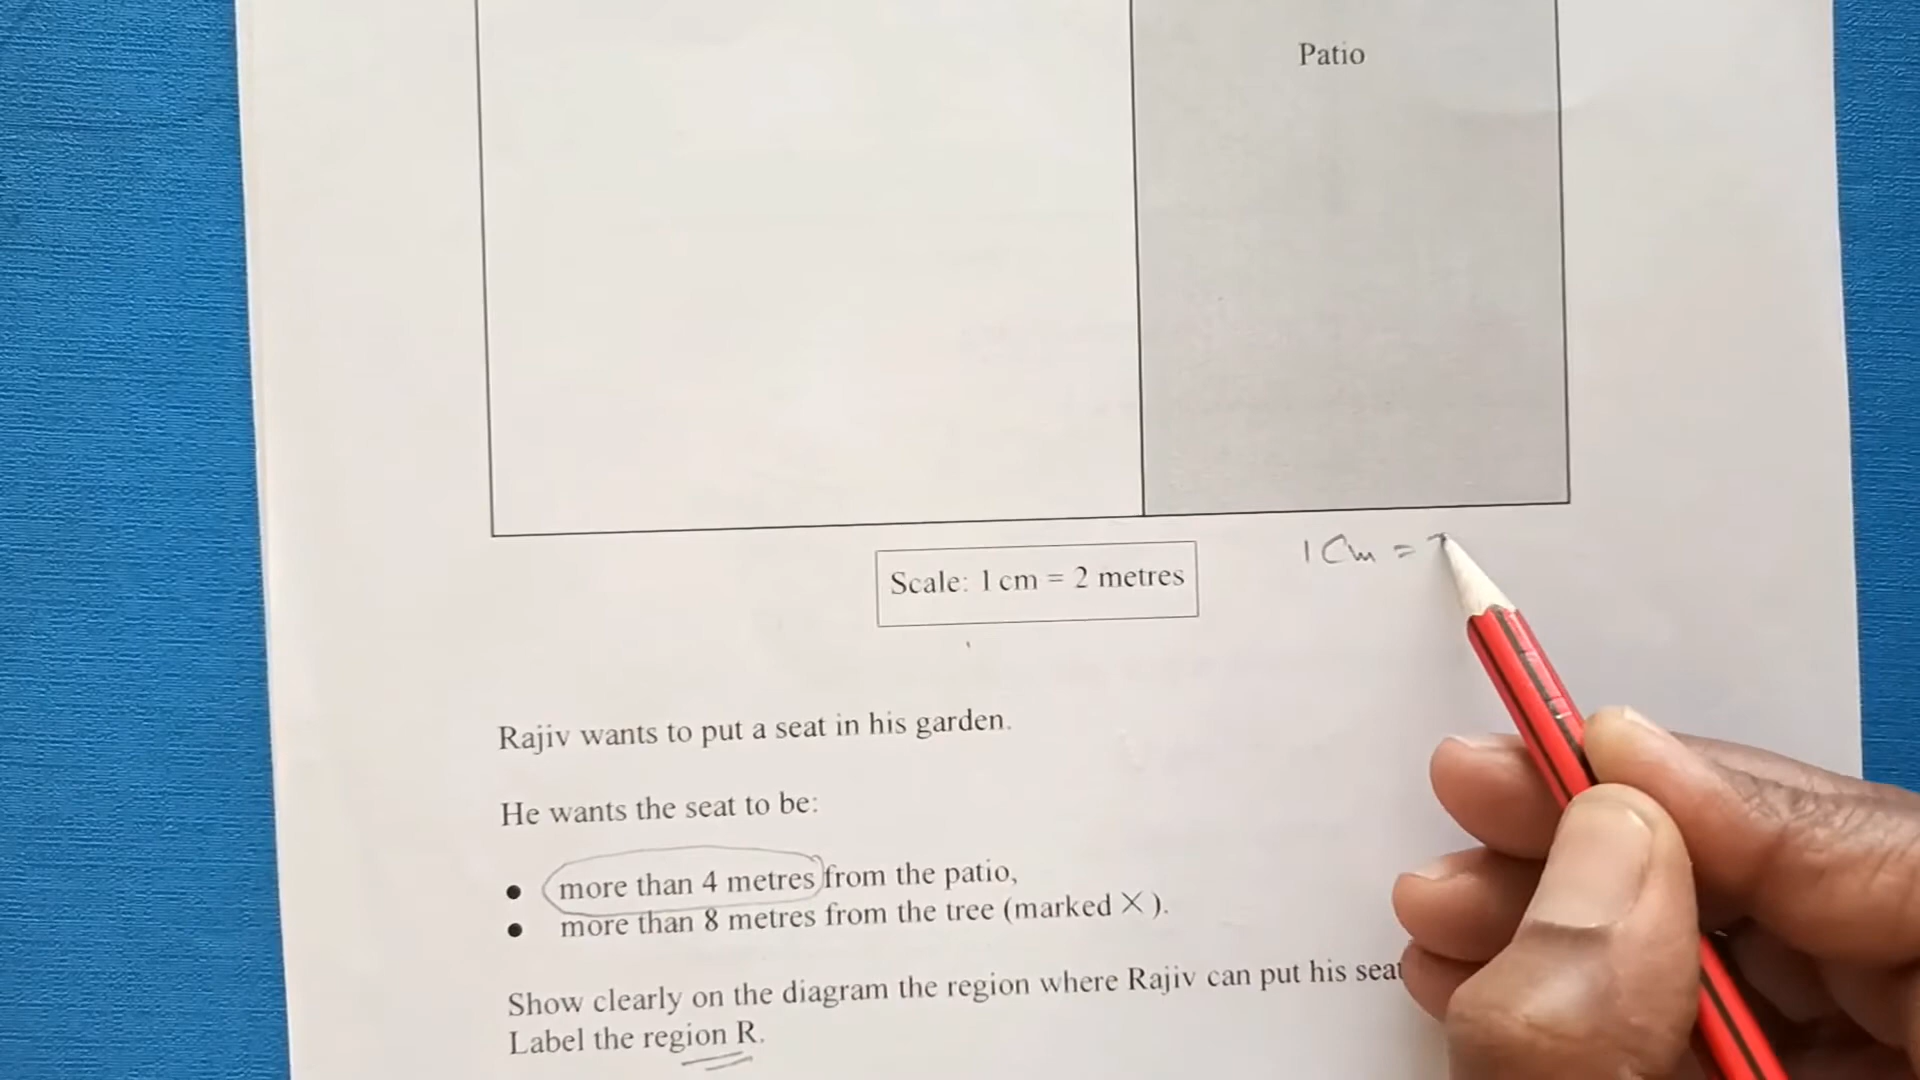 Patio
1 Cm =
Scale: 1 cm = 2 metres
Rajiv wants to put a seat in his garden.
He wants the seat to be:
● more than 4 metres from the patio,
● more than 8 metres from the tree (marked X ).
Show clearly on the diagram the region where Rajiv can put his seat
Label the region R.